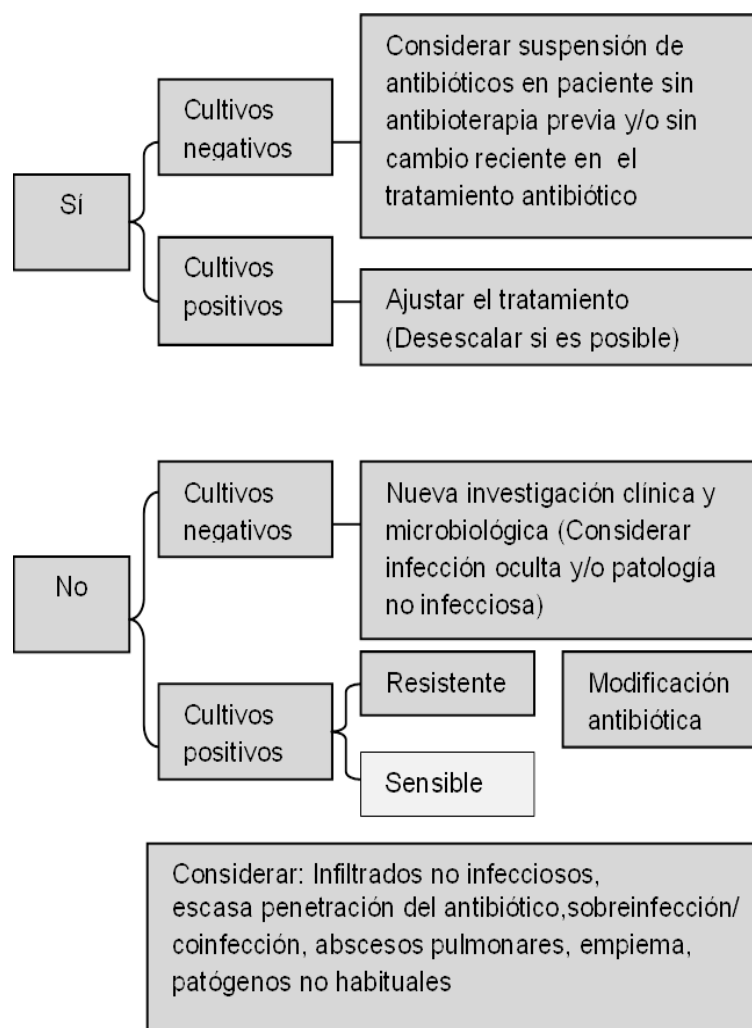 Sí
Cultivos
negativos
Considerar suspensión de
antibióticos en paciente sin
antibioterapia previa y/o sin
cambio reciente en el
tratamiento antibiótico
Cultivos
positivos
Ajustar el tratamiento
(Desescalar si es posible)
No
Cultivos
negativos
Nueva investigación clínica y
microbiológica (Considerar
infección oculta y/o patología
no infecciosa)
Cultivos
positivos
Resistente
Modificación
antibiótica
Sensible
Considerar: Infiltrados no infecciosos,
escasa penetración del antibiótico,sobreinfección/
coinfección, abscesos pulmonares, empiema,
patógenos no habituales